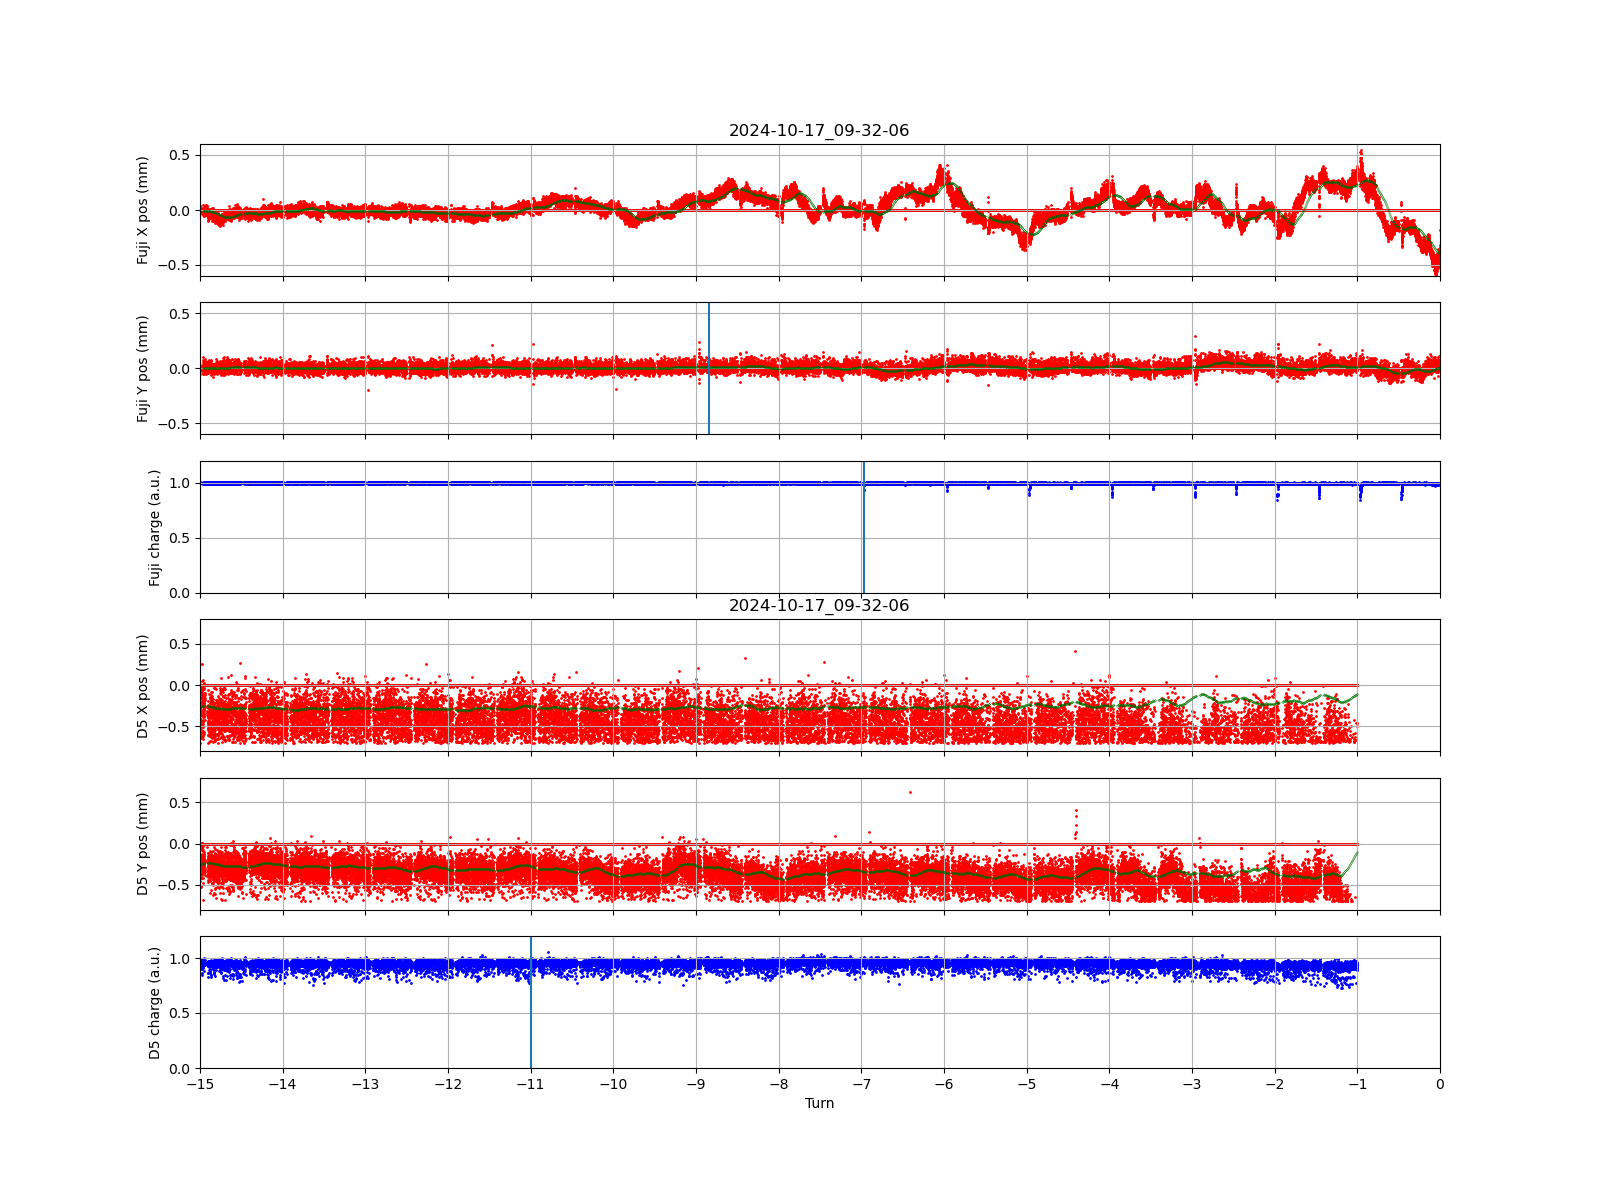 2024-10-17_09-32-06
Fuji X pos (mm)
0.5
0.0
−0.5
Fuji Y pos (mm)
0.5
0.0
−0.5
Fuji charge (a.u.)
1.0
0.5
0.0
2024-10-17_09-32-06
D5 X pos (mm)
0.5
0.0
−0.5
D5 Y pos (mm)
0.5
0.0
−0.5
D5 charge (a.u.)
1.0
0.5
0.0
−15 −14 −13 −12 −11 −10 −9 −8 −7 −6 −5 −4 −3 −2 −1 0
Turn